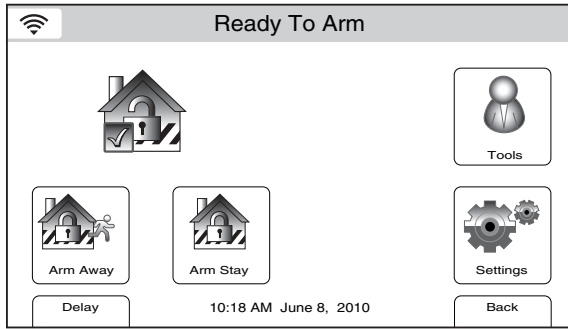 Ready To Arm
Tools
Arm Away
Arm Stay
Settings
Delay
10:18 AM June 8, 2010
Back